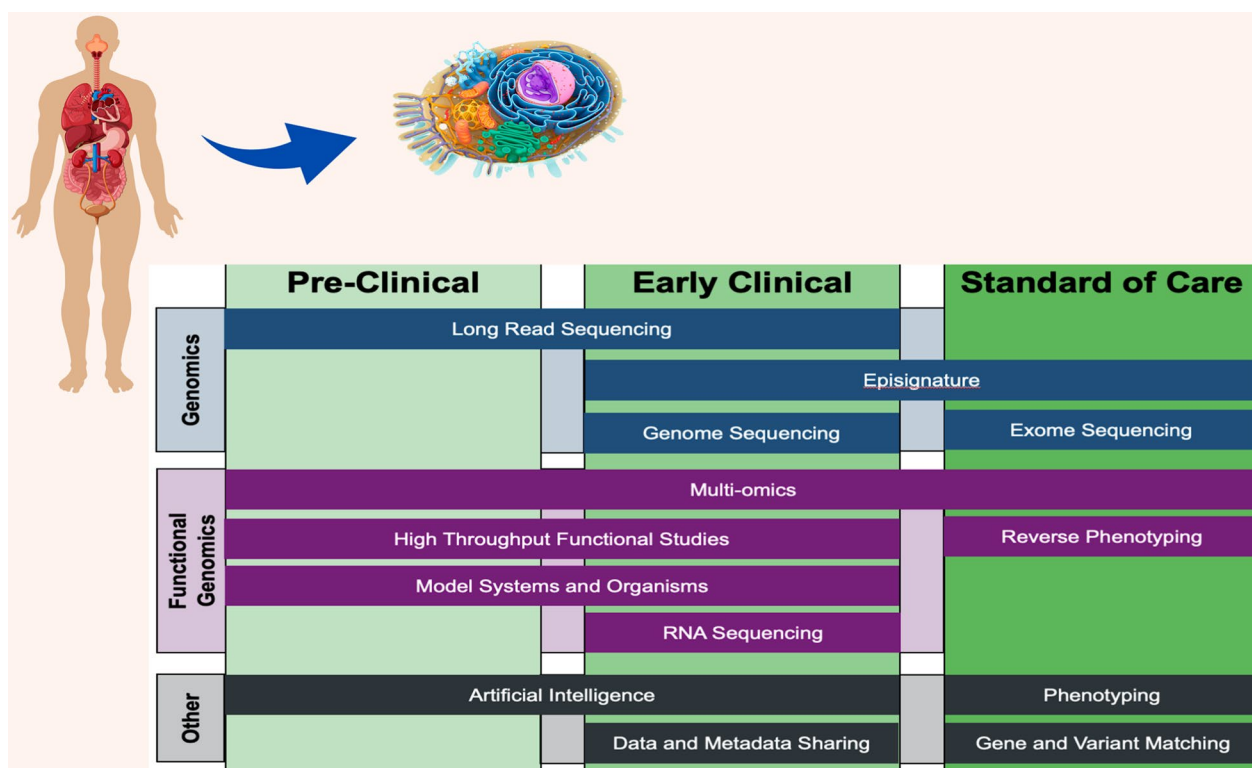 Pre-Clinical
Early Clinical
Standard of Care
Genomics
Long Read Sequencing
Episignature
Genome Sequencing
Exome Sequencing
Functional
Genomics
Multi-omics
High Throughput Functional Studies
Reverse Phenotyping
Model Systems and Organisms
RNA Sequencing
Other
Artificial Intelligence
Phenotyping
Data and Metadata Sharing
Gene and Variant Matching